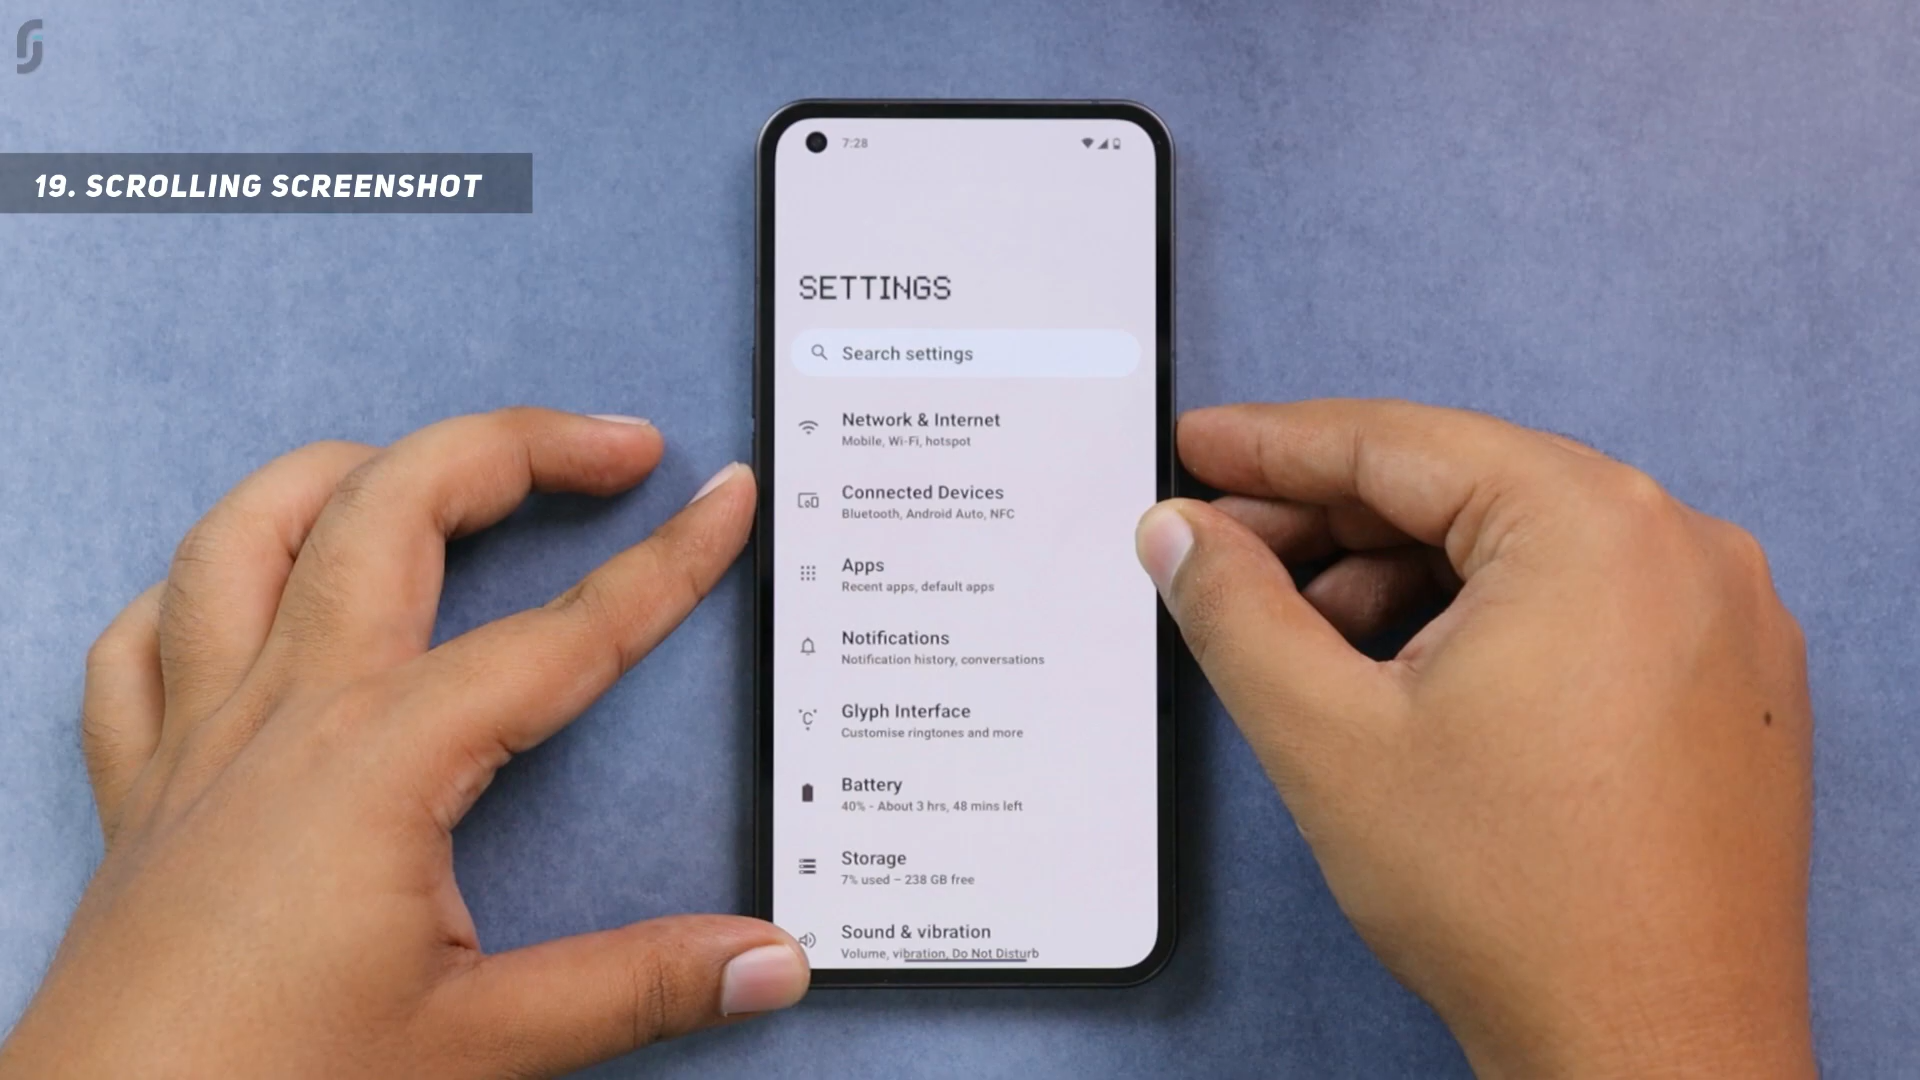 19. SCROLLING SCREENSHOT
7:28
SETTINGS
Search settings
Network & Internet
Mobile, Wi-Fi, hotspot
Connected Devices
Bluetooth, Android Auto, NFC
Apps
Recent apps, default apps
Notifications
Notification history, conversations
Glyph Interface
Customise ringtones and more
Battery
40% - About 3 hrs, 48 mins left
Storage
7% used – 238 GB free
Sound & vibration
Volume, vibration, Do Not Disturb